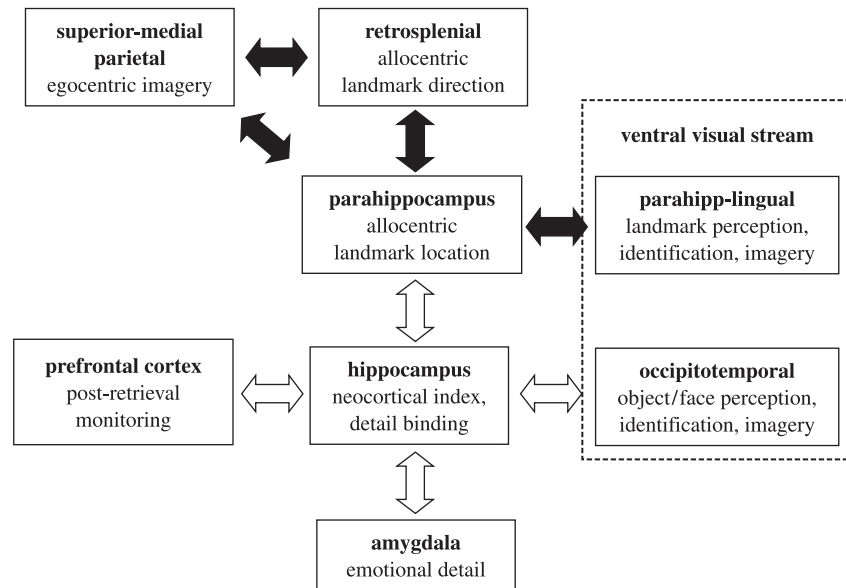 superior-medial
parietal
egocentric imagery
retrosplenial
allocentric
landmark direction
ventral visual stream
parahippocampus
allocentric
landmark location
parahipp-lingual
landmark perception,
identification, imagery
prefrontal cortex
post-retrieval
monitoring
hippocampus
neocortical index,
detail binding
occipitotemporal
object/face perception,
identification, imagery
amygdala
emotional detail